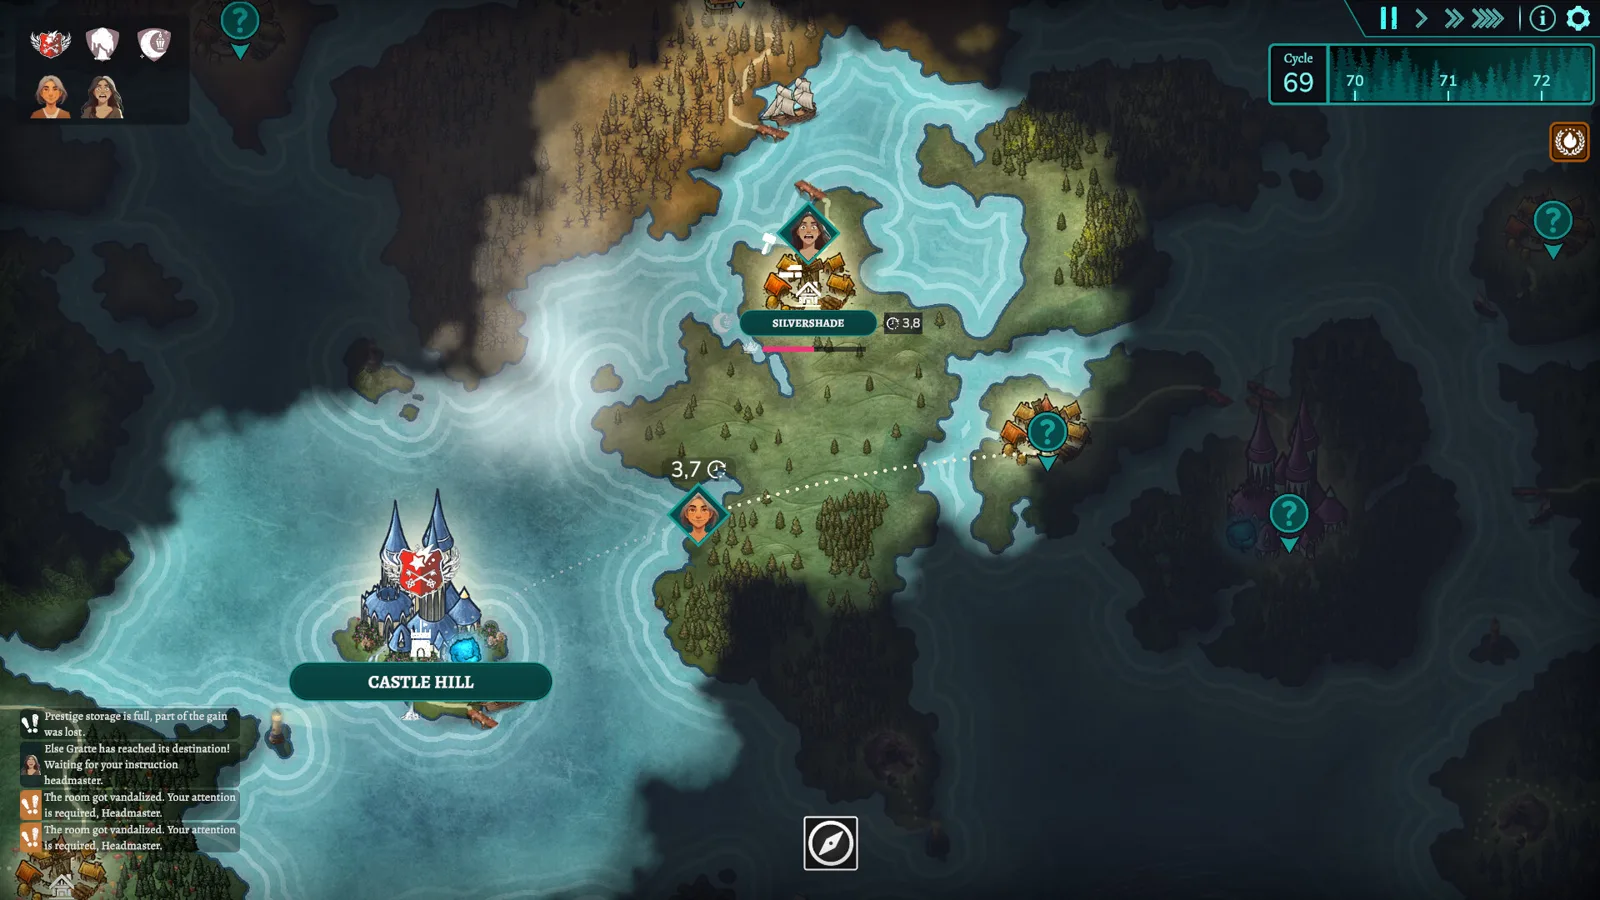 Cycle
69
70
71
72
SILVERSHADE
3,8
3,7
CASTLE HILL
Prestige storage is full, part of the gain
was lost.
Else Gratte has reached its destination!
Waiting for your instruction
headmaster.
The room got vandalized. Your attention
is required, Headmaster.
The room got vandalized. Your attention
is required, Headmaster.